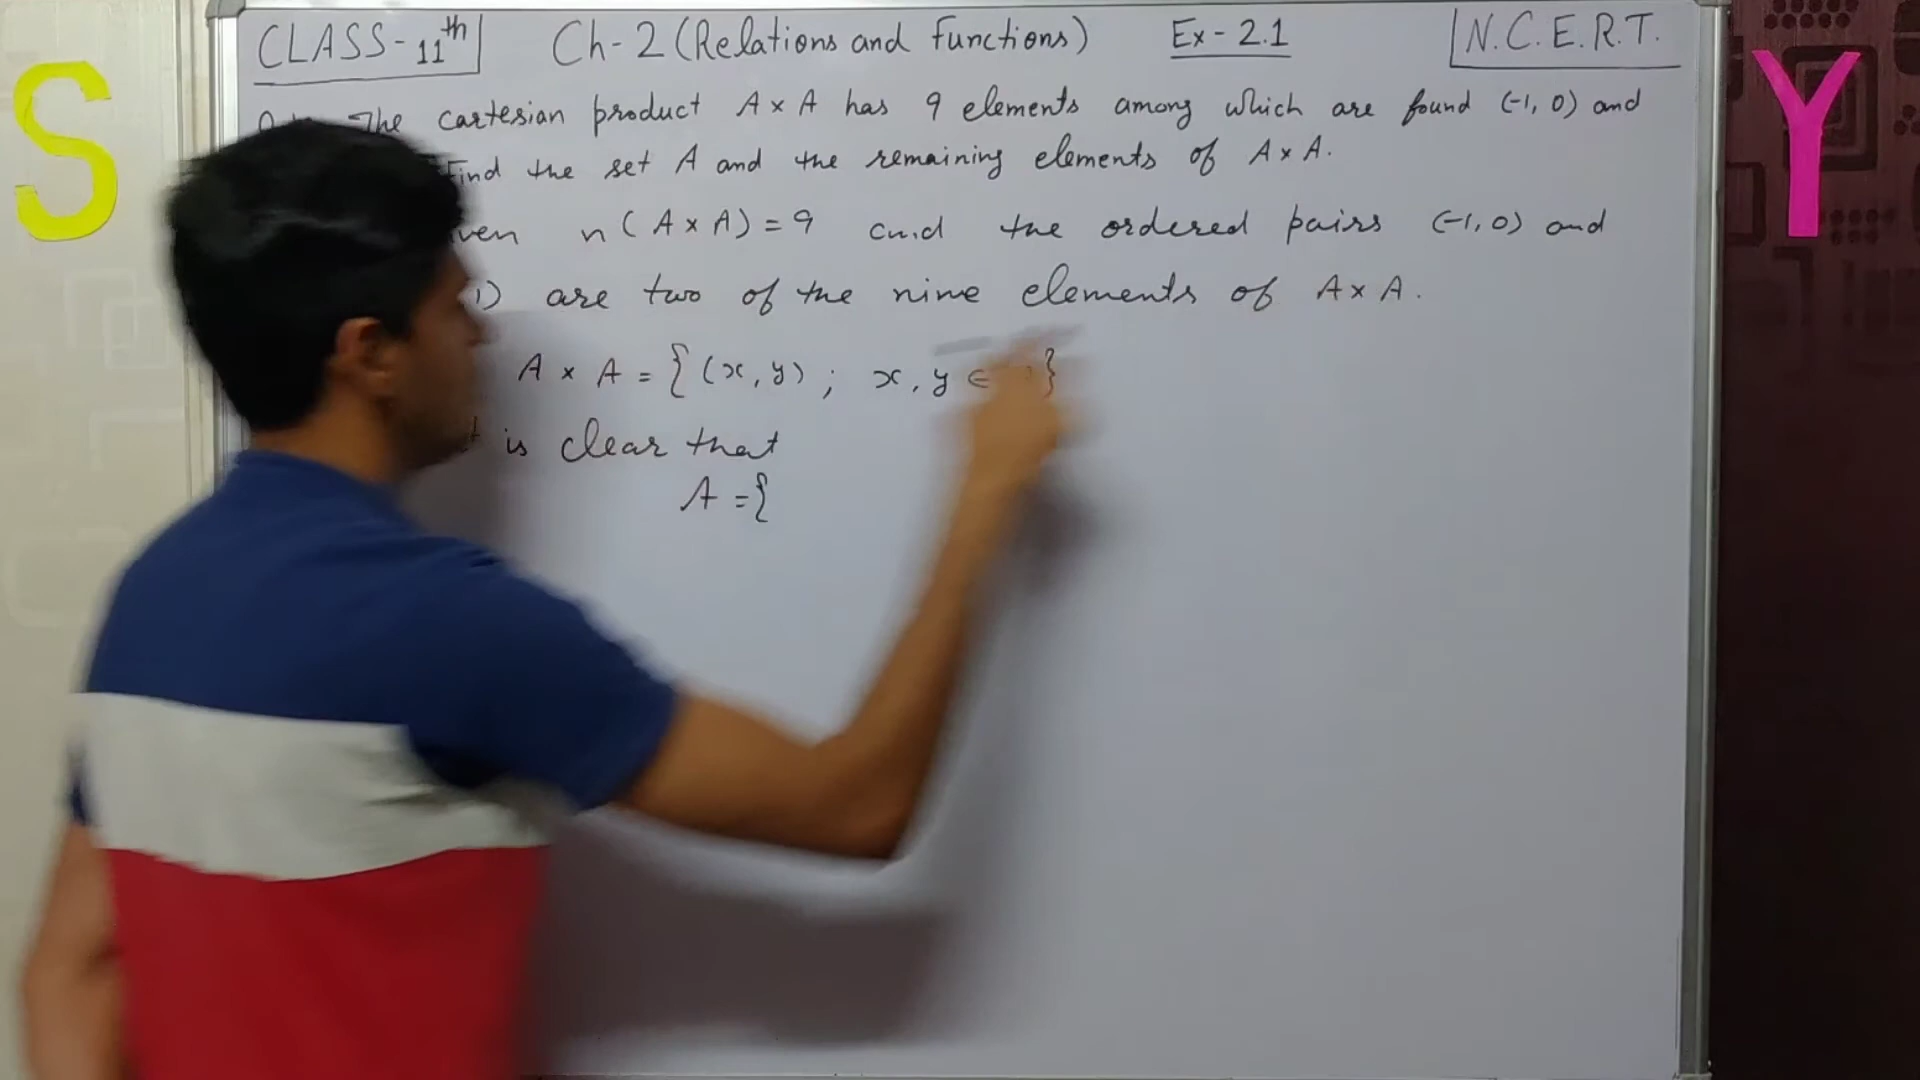 S
Y
CLASS-11th Ch-2 (Relations and Functions) Ex-2.1 N.C.E.R.T.
The cartesian product A × A has 9 elements among which are found (-1, 0) and
Find the set A and the remaining elements of A × A.
n (A × A) = 9 and the ordered pairs (-1, 0) and
1) are two of the nine elements of A × A.
A × A = { (x, y) ; x, y ∈ }
is clear that
A = {